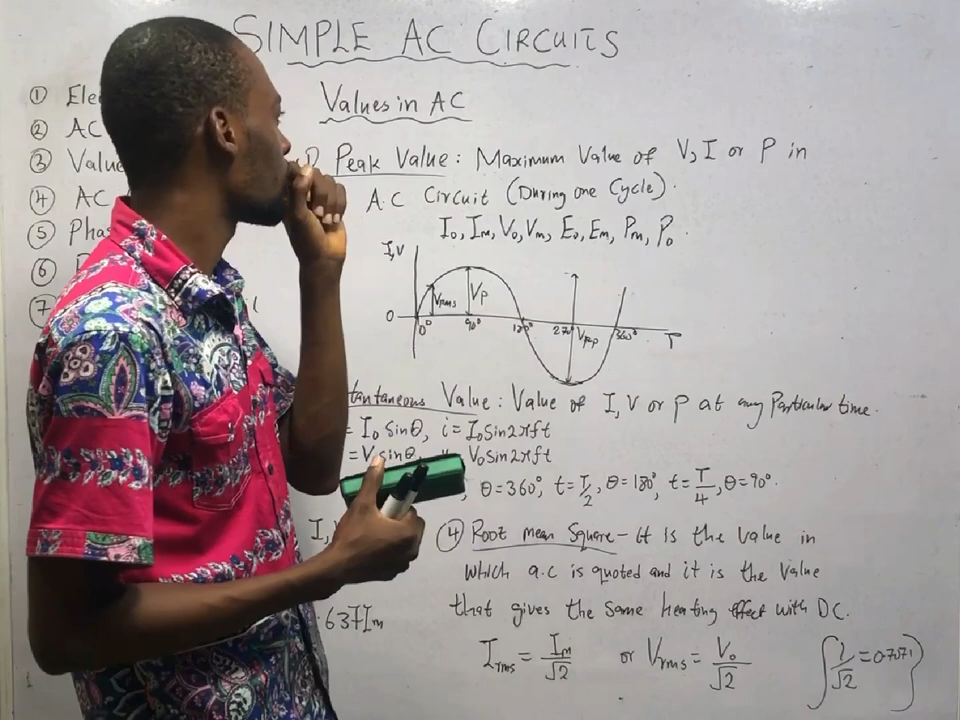 SIMPLE AC CIRCUITS
Values in AC
① Ele
② AC
③ Value
④ AC
⑤ Phas
⑥
⑦
Peak Value: Maximum Value of V, I or P in
A.C Circuit (During one Cycle).
I₀, Iₘ, V₀, Vₘ, E₀, Eₘ, Pₘ, P₀.
I,V
Vrms
Vp
0
0°
90°
180°
270°
Vp-p
360°
T
tantaneous Value: Value of I, V or P at any Particular time.
= I₀ Sinθ, i = I₀Sin2πft
= V₀sinθ, V₀Sin2πft
, θ=360°, t=T/2, θ=180°, t=T/4, θ=90°.
I,
④ Root mean Square - it is the value in
which a.c is quoted and it is the value
that gives the same heating effect with DC.
.637Iₘ
Irms = Iₘ/√2 or Vrms = V₀/√2 {1/√2 = 0.7071}